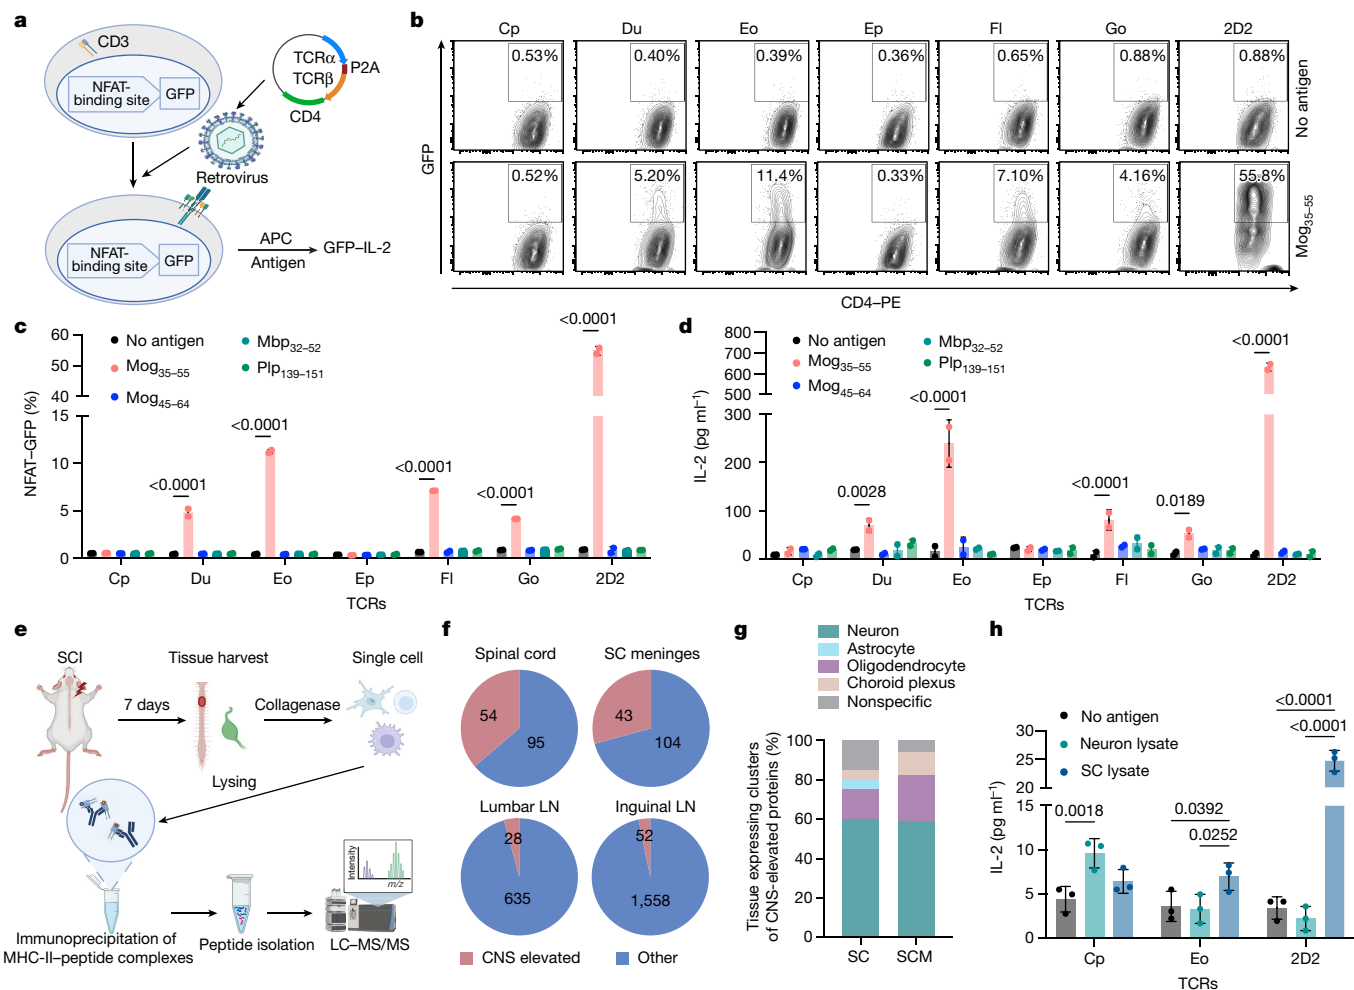 a
CD3
NFAT-
binding site
GFP
TCRα
TCRβ
P2A
CD4
Retrovirus
NFAT-
binding site
GFP
APC
Antigen
GFP–IL-2
b
Cp Du Eo Ep Fl Go 2D2
0.53% 0.40% 0.39% 0.36% 0.65% 0.88% 0.88%
No antigen
0.52% 5.20% 11.4% 0.33% 7.10% 4.16% 55.8%
Mog35–55
GFP
CD4–PE
c
NFAT–GFP (%)
60
50
40
15
10
5
0
No antigen
Mog35–55
Mog45–64
Mbp32–52
Plp139–151
<0.0001
<0.0001
<0.0001
<0.0001
<0.0001
Cp Du Eo Ep Fl Go 2D2
TCRs
d
IL-2 (pg ml–1)
800
700
600
500
300
200
100
0
No antigen
Mog35–55
Mog45–64
Mbp32–52
Plp139–151
0.0028
<0.0001
<0.0001
0.0189
<0.0001
Cp Du Eo Ep Fl Go 2D2
TCRs
e
SCI
Tissue harvest
Single cell
7 days
Collagenase
Lysing
Intensity
m/z
Immunoprecipitation of
MHC-II–peptide complexes
Peptide isolation
LC–MS/MS
f
Spinal cord
54
95
SC meninges
43
104
Lumbar LN
28
635
Inguinal LN
52
1,558
CNS elevated
Other
g
Neuron
Astrocyte
Oligodendrocyte
Choroid plexus
Nonspecific
Tissue expressing clusters
of CNS-elevated proteins (%)
100
80
60
40
20
0
SC SCM
h
No antigen
Neuron lysate
SC lysate
IL-2 (pg ml–1)
30
25
20
15
10
5
0
0.0018
0.0392
0.0252
<0.0001
<0.0001
Cp Eo 2D2
TCRs